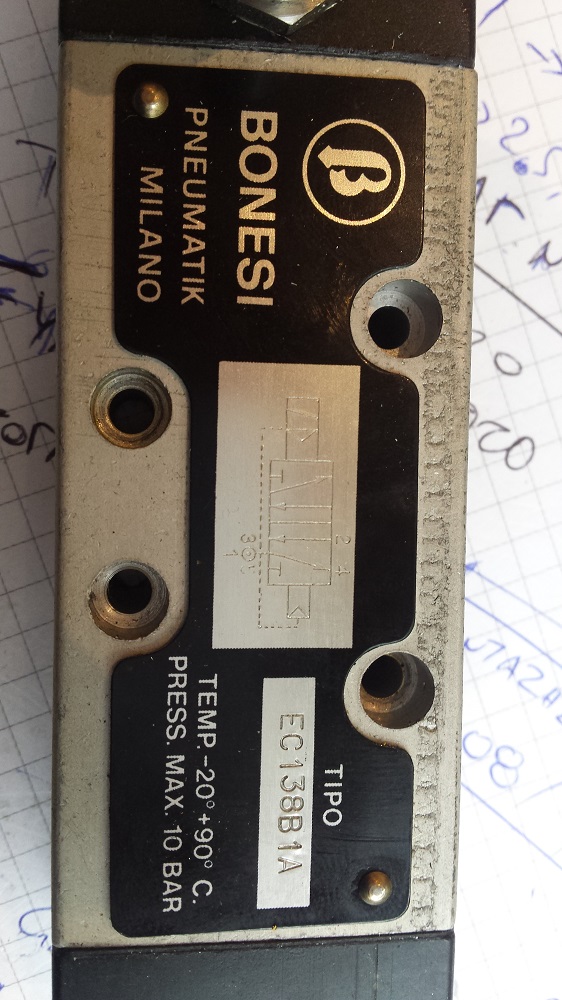 β
BONESI
PNEUMATIK
MILANO
2 4
3 1
TIPO
EC138B1A
TEMP.-20°+90° C.
PRESS. MAX. 10 BAR